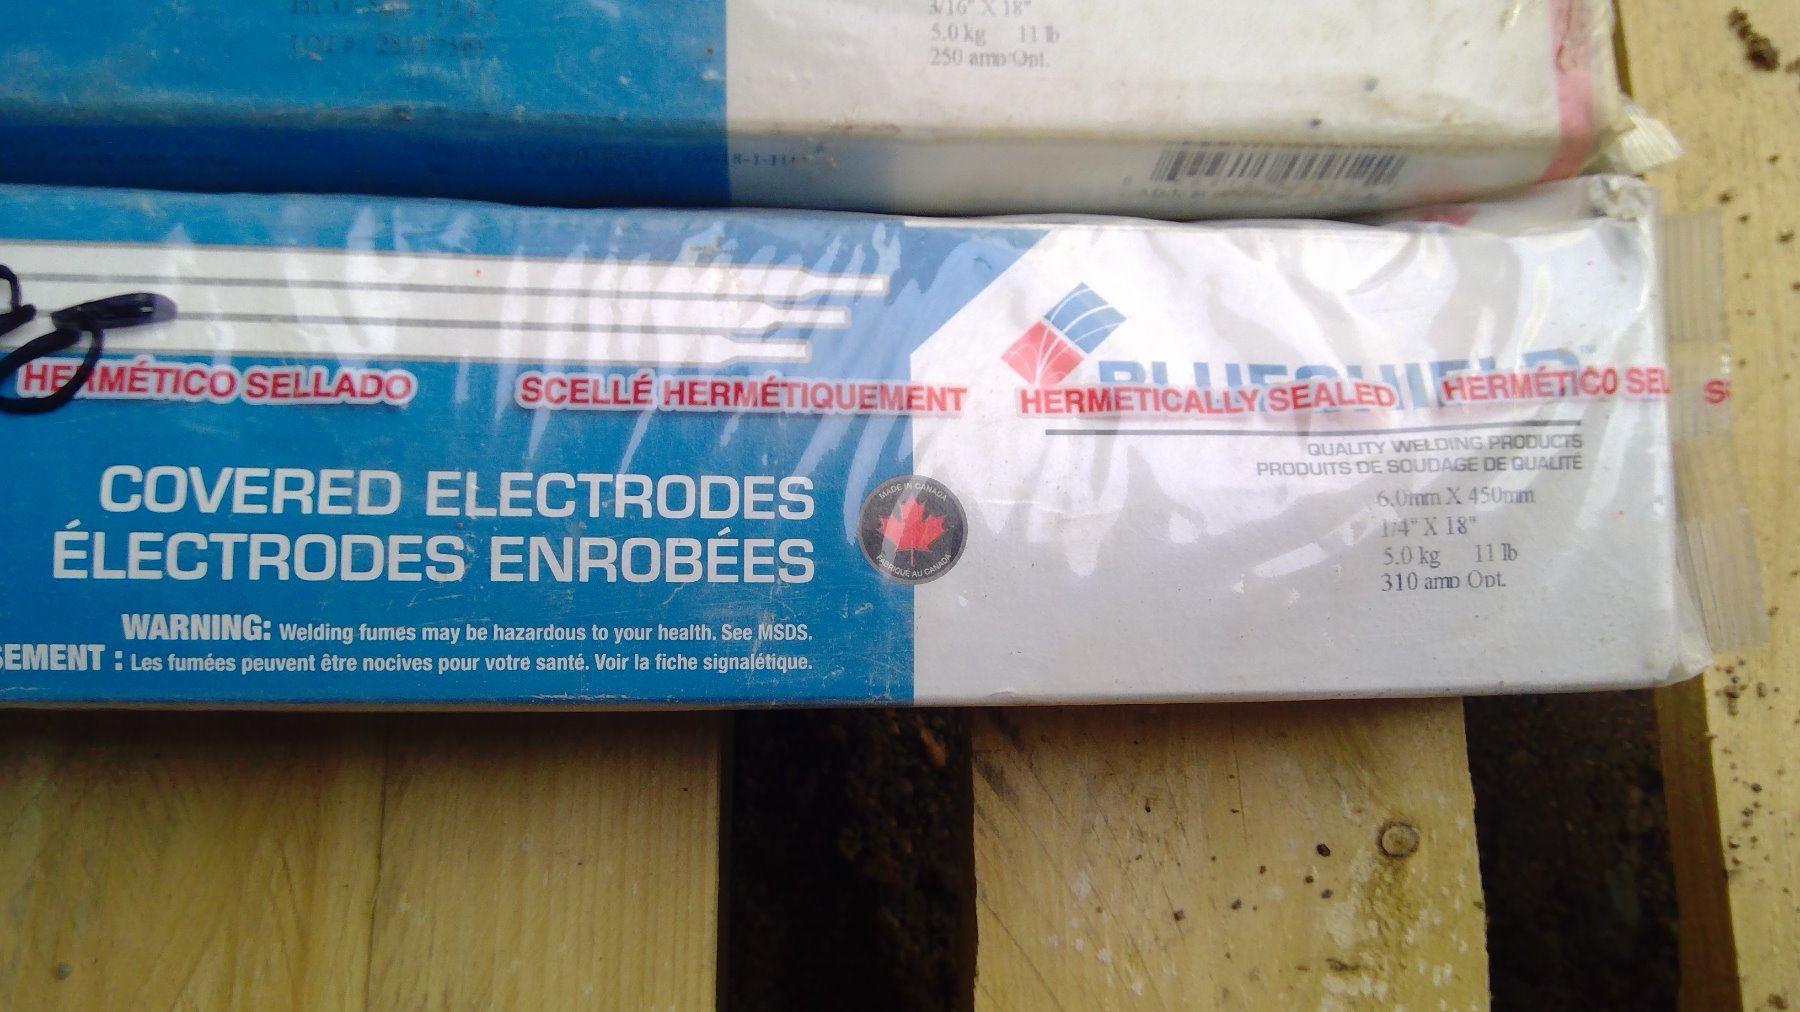 3/16" X 18"
5.0 kg 11 lb
250 amp Opt.
BLUESHIELD™
HERMÉTICO SELLADO SCELLÉ HERMÉTIQUEMENT HERMETICALLY SEALED HERMÉTICO SEL
QUALITY WELDING PRODUCTS
PRODUITS DE SOUDAGE DE QUALITÉ
6.0mm X 450mm
1/4" X 18"
5.0 kg 11 lb
310 amp Opt.
COVERED ELECTRODES
ÉLECTRODES ENROBÉES
MADE IN CANADA
FABRIQUÉ AU CANADA
WARNING: Welding fumes may be hazardous to your health. See MSDS.
SEMENT : Les fumées peuvent être nocives pour votre santé. Voir la fiche signalétique.